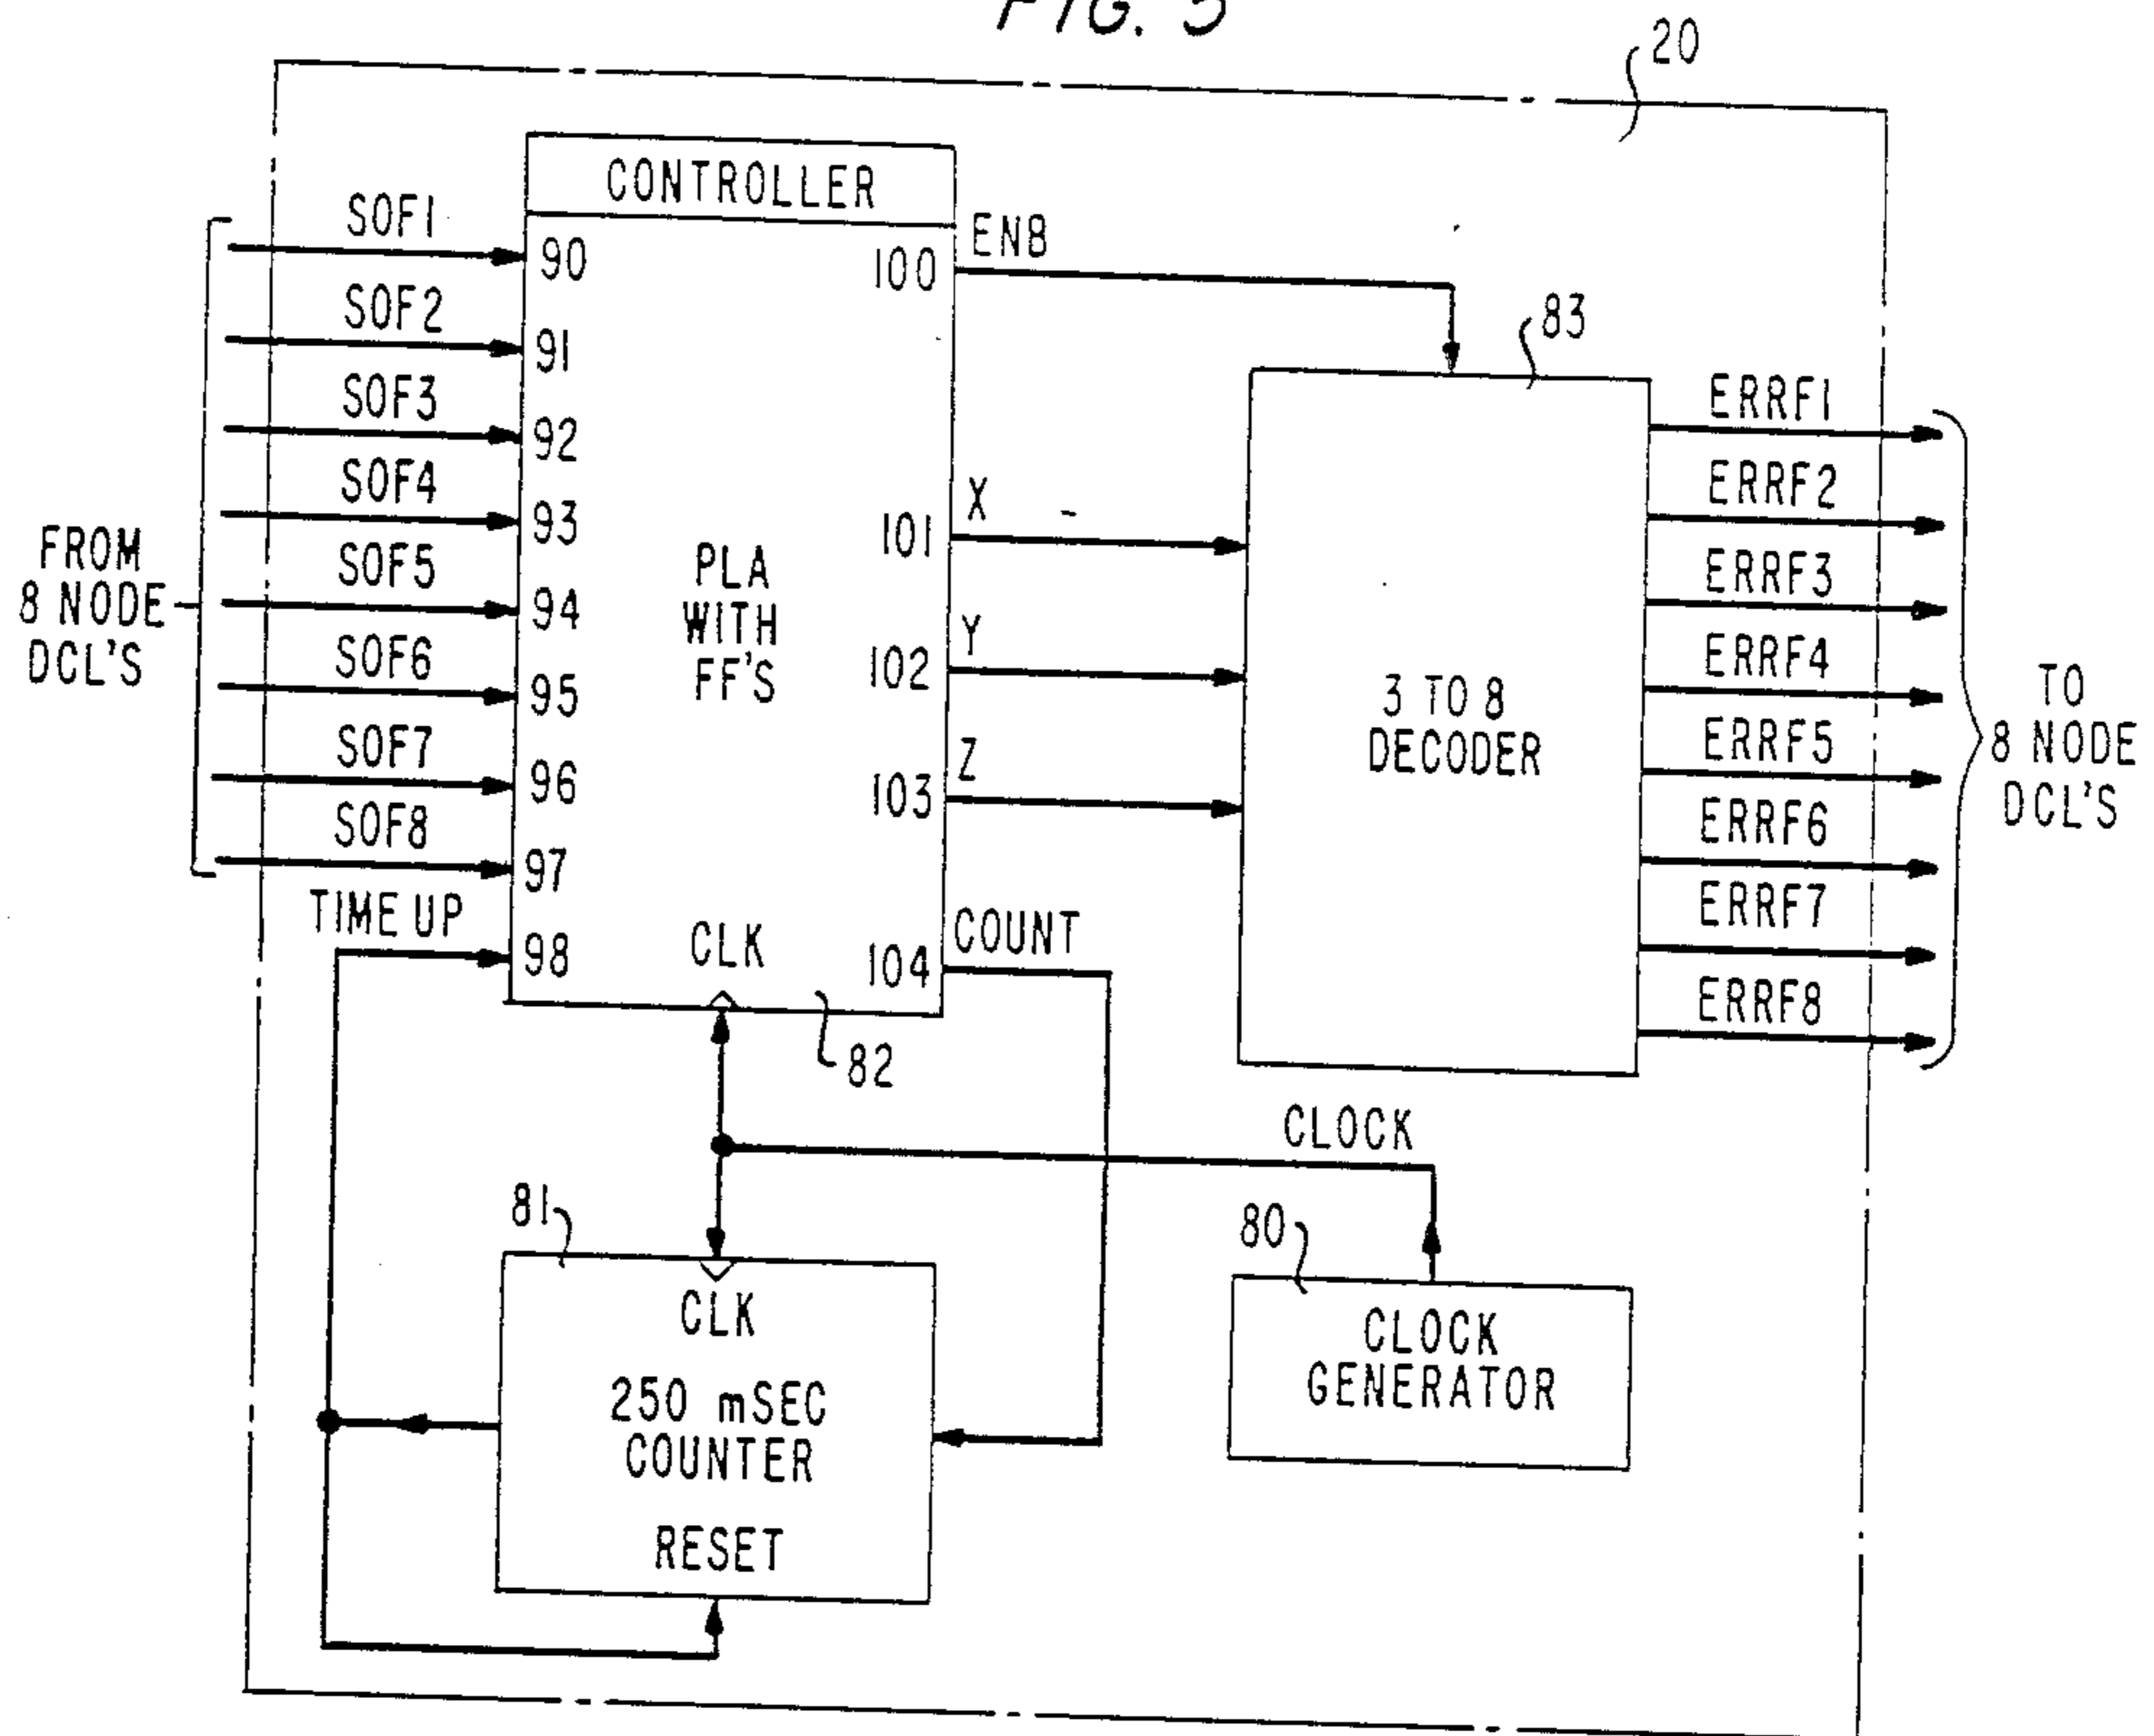 FIG. 5
20
CONTROLLER
SOF1
90
SOF2
91
SOF3
92
SOF4
93
SOF5
94
SOF6
95
SOF7
96
SOF8
97
TIME UP
98
FROM
8 NODE
DCL'S
PLA
WITH
FF'S
CLK
82
100
ENB
101
X
102
Y
103
Z
104
COUNT
83
3 TO 8
DECODER
ERRF1
ERRF2
ERRF3
ERRF4
ERRF5
ERRF6
ERRF7
ERRF8
TO
8 NODE
DCL'S
CLOCK
81
CLK
250 mSEC
COUNTER
RESET
80
CLOCK
GENERATOR